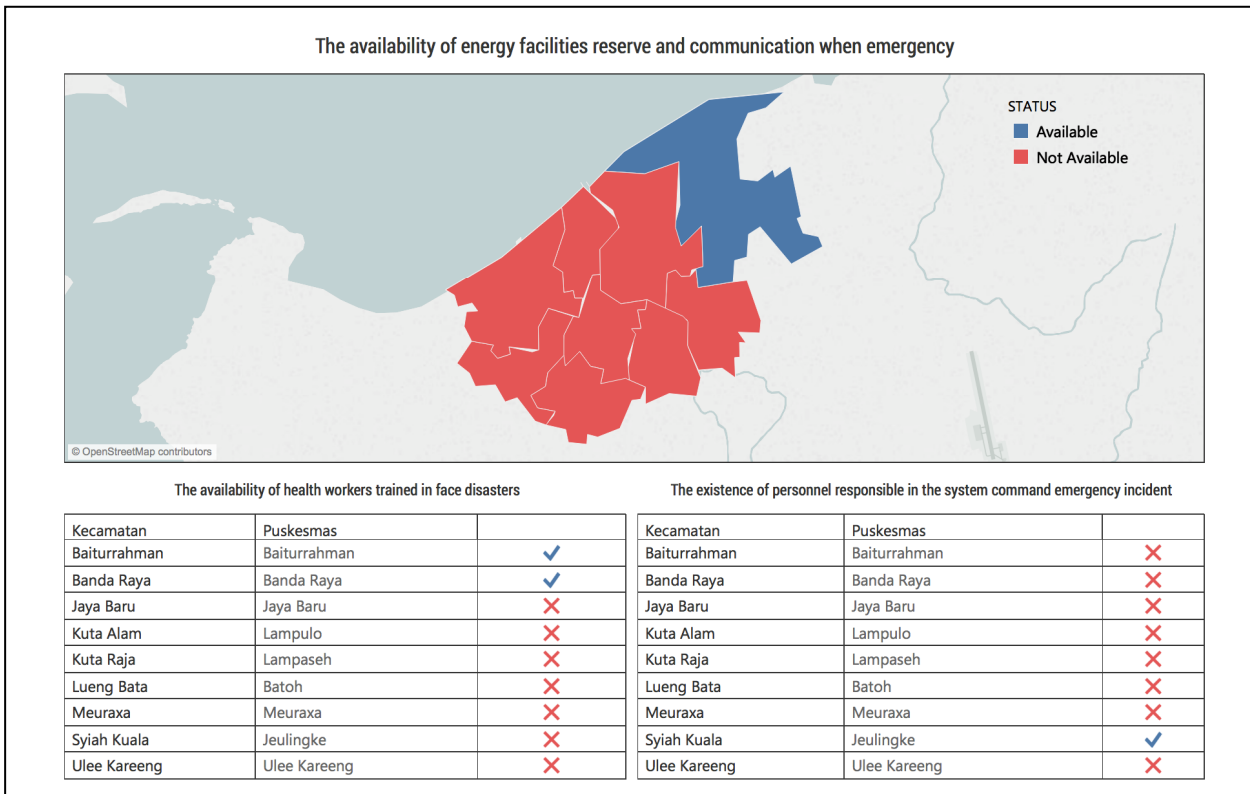 The availability of energy facilities reserve and communication when emergency
STATUS
Available
Not Available
© OpenStreetMap contributors
The availability of health workers trained in face disasters
Kecamatan Puskesmas
Baiturrahman Baiturrahman
Banda Raya Banda Raya
Jaya Baru Jaya Baru
Kuta Alam Lampulo
Kuta Raja Lampaseh
Lueng Bata Batoh
Meuraxa Meuraxa
Syiah Kuala Jeulingke
Ulee Kareeng Ulee Kareeng
The existence of personnel responsible in the system command emergency incident
Kecamatan Puskesmas
Baiturrahman Baiturrahman
Banda Raya Banda Raya
Jaya Baru Jaya Baru
Kuta Alam Lampulo
Kuta Raja Lampaseh
Lueng Bata Batoh
Meuraxa Meuraxa
Syiah Kuala Jeulingke
Ulee Kareeng Ulee Kareeng